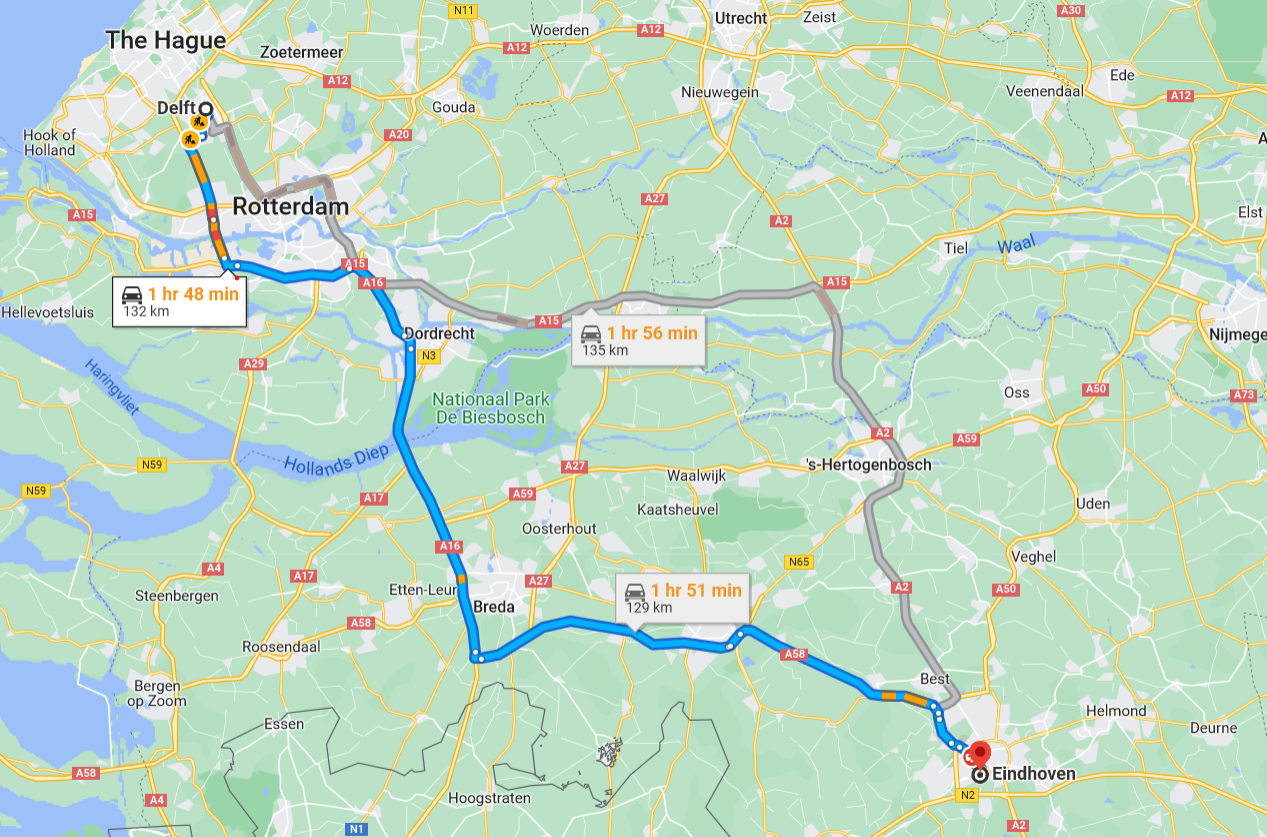 N11
A30
Utrecht
Zeist
Woerden
A12
The Hague
A12
Zoetermeer
Ede
A12
Nieuwegein
Veenendaal
A12
Delft
Gouda
Hook of
Holland
A20
A
A27
Rotterdam
A15
A2
Elst
Tiel
Waal
A15
A16
A15
1 hr 48 min
132 km
Hellevoetsluis
A15
1 hr 56 min
135 km
Dordrecht
Nijmege
N3
A29
Haringvliet
Nationaal Park
De Biesbosch
Oss
A50
A73
A2
A59
Hollands Diep
N59
A27
Waalwijk
's-Hertogenbosch
N59
A17
A59
Kaatsheuvel
Uden
Oosterhout
A16
Veghel
N65
A4
A17
A27
Etten-Leur
A2
A50
1 hr 51 min
129 km
Steenbergen
Breda
A58
Roosendaal
A58
Best
Bergen
op Zoom
Essen
Helmond
Deurne
A58
Eindhoven
A4
Hoogstraten
N2
N1
A2